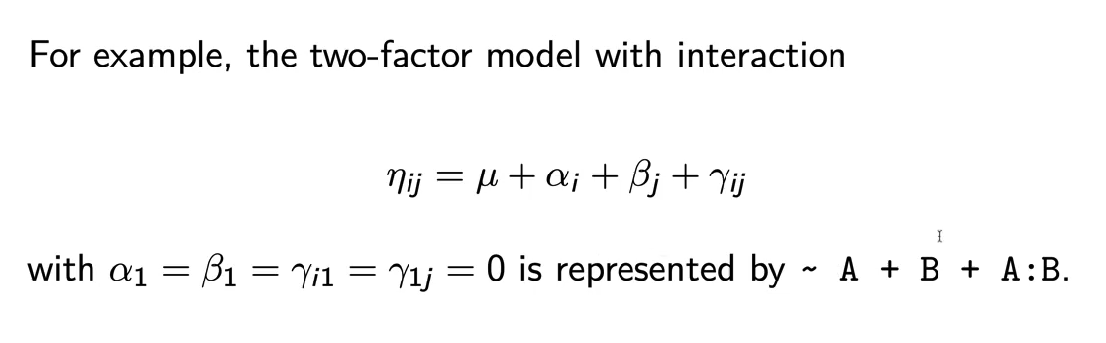 For example, the two-factor model with interaction
ηij = μ + αi + βj + γij
with α1 = β1 = γi1 = γ1j = 0 is represented by ~ A + B + A:B.